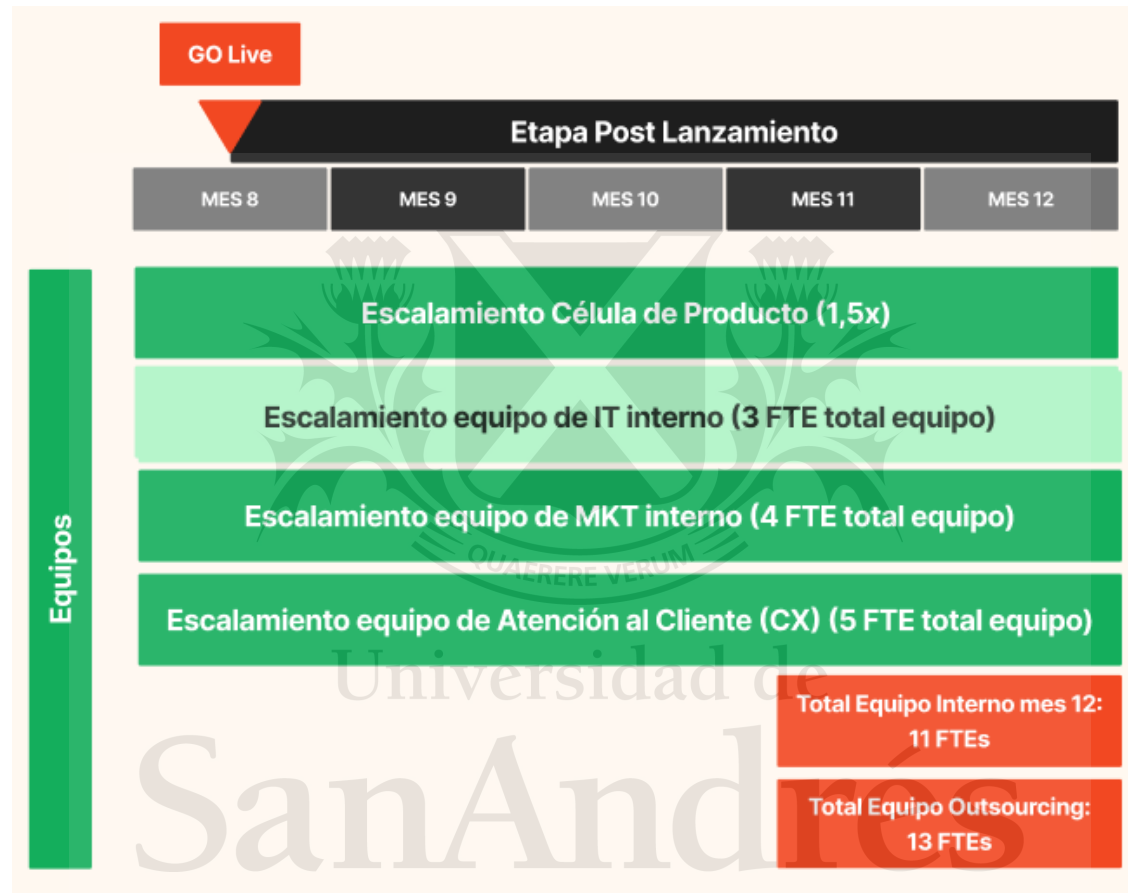 GO Live
Etapa Post Lanzamiento
MES 8
MES 9
MES 10
MES 11
MES 12
Equipos
Escalamiento Célula de Producto (1,5x)
Escalamiento equipo de IT interno (3 FTE total equipo)
Escalamiento equipo de MKT interno (4 FTE total equipo)
QUAERERE VERUM
Escalamiento equipo de Atención al Cliente (CX) (5 FTE total equipo)
Universidad de
SanAndrés
Total Equipo Interno mes 12:
11 FTEs
Total Equipo Outsourcing:
13 FTEs